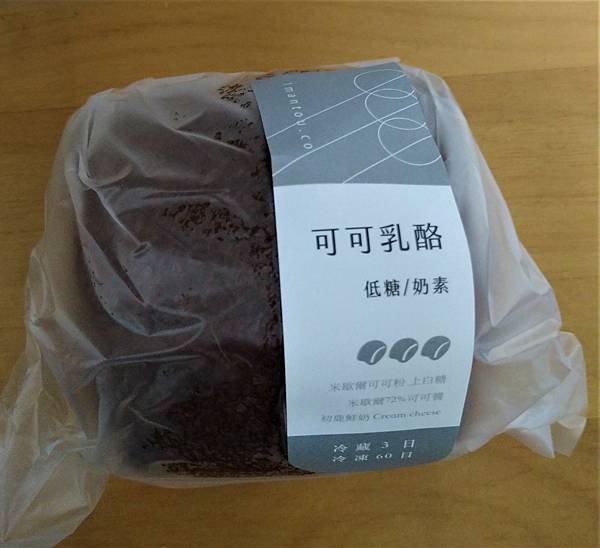 imantou.co
可可乳酪
低糖/奶素
米歇爾可可粉 上白糖
米歇爾72%可可醬
初鹿鮮奶 Cream cheese
冷藏 3 日
冷凍 60 日